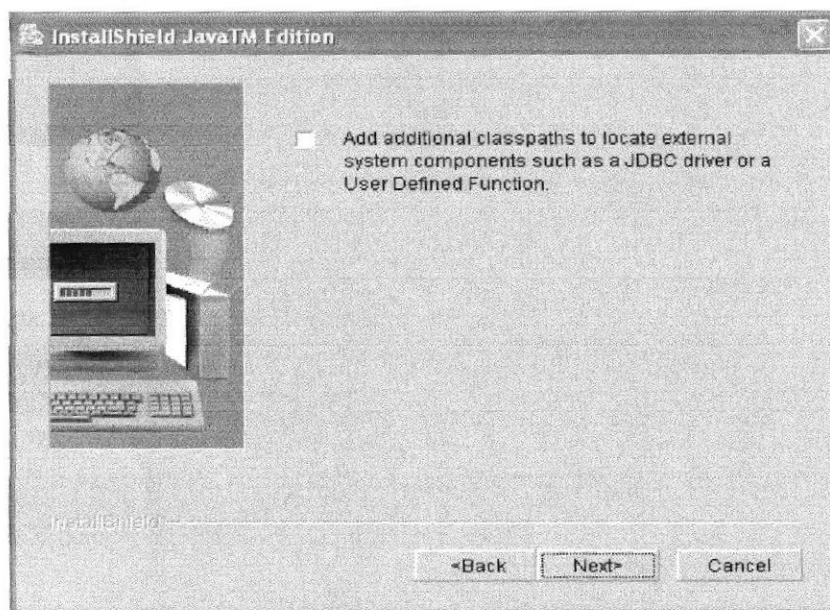 InstallShield JavaTM Edition
Add additional classpaths to locate external
system components such as a JDBC driver or a
User Defined Function.
InstallShield
<Back Next> Cancel